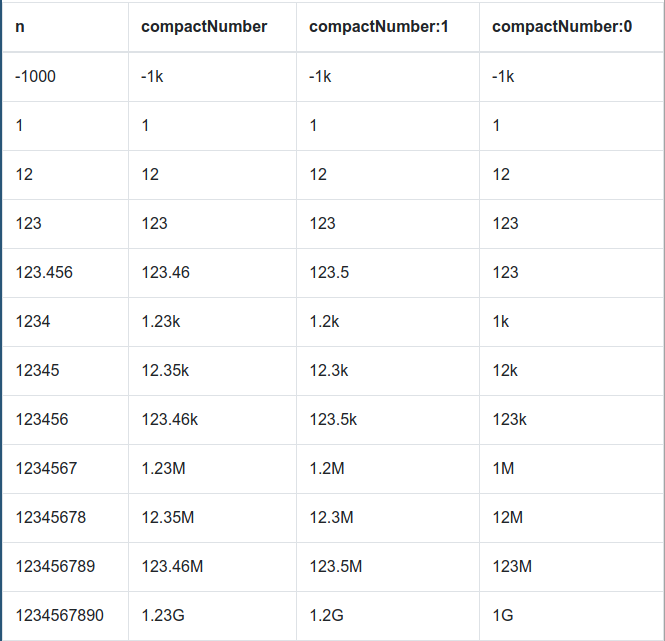 n compactNumber compactNumber:1 compactNumber:0
-1000 -1k -1k -1k
1 1 1 1
12 12 12 12
123 123 123 123
123.456 123.46 123.5 123
1234 1.23k 1.2k 1k
12345 12.35k 12.3k 12k
123456 123.46k 123.5k 123k
1234567 1.23M 1.2M 1M
12345678 12.35M 12.3M 12M
123456789 123.46M 123.5M 123M
1234567890 1.23G 1.2G 1G